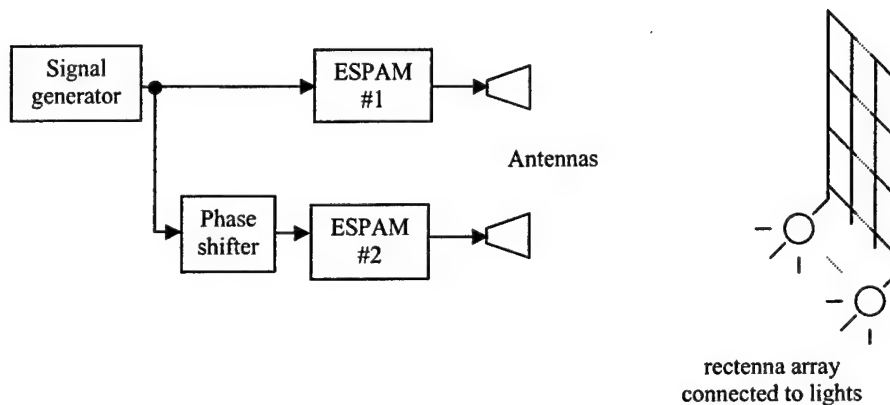 Signal
generator
ESPAM
#1
Antennas
Phase
shifter
ESPAM
#2
rectenna array
connected to lights